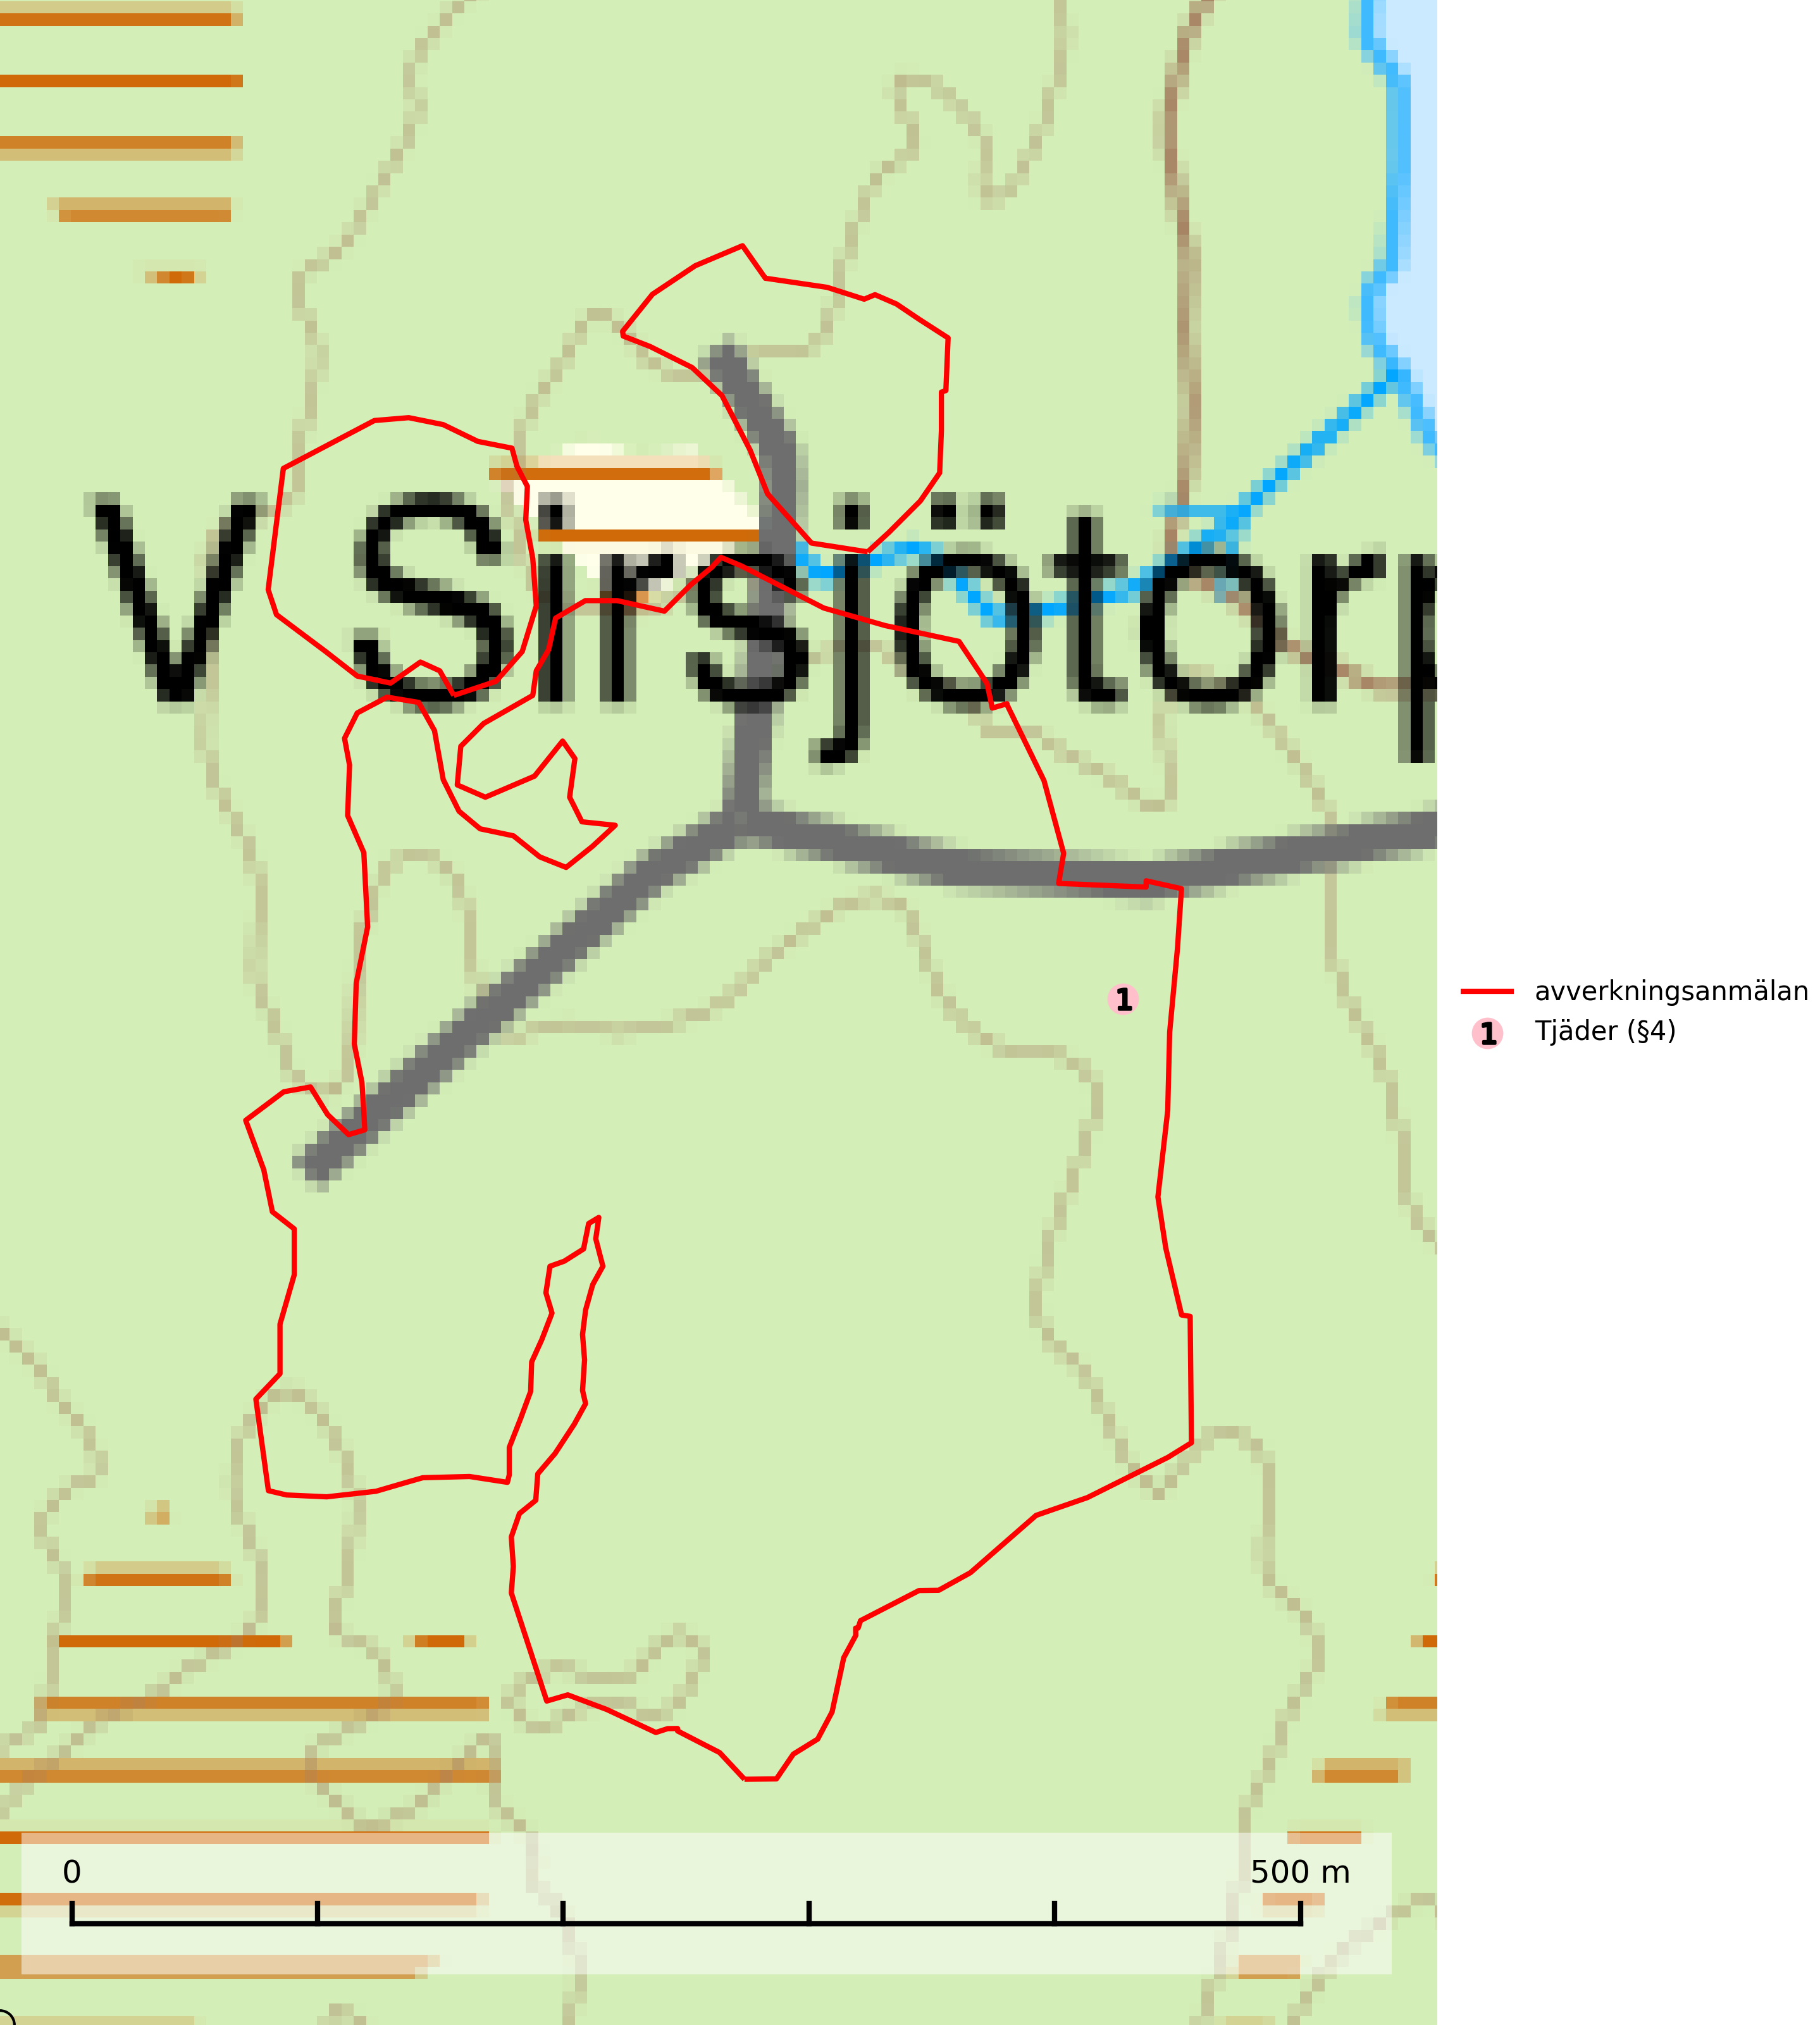 V Sirsjötorp
1
avverkningsanmälan
1 Tjäder (§4)
0 500 m